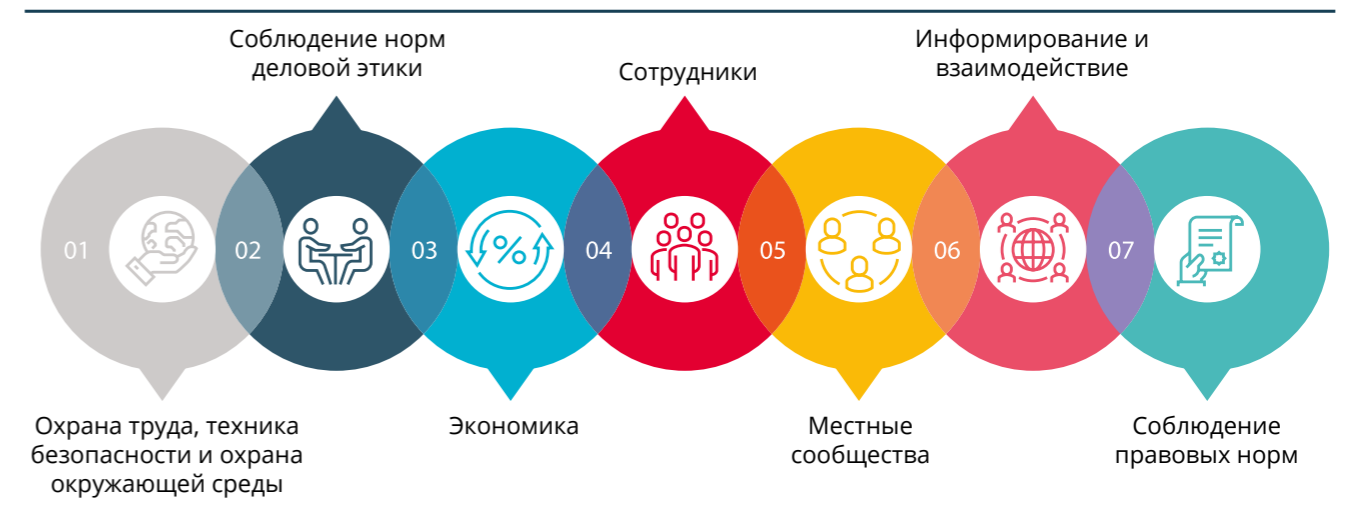 Соблюдение норм
деловой этики
Сотрудники
Информирование и
взаимодействие
01
02
03
%
04
05
06
07
Охрана труда, техника
безопасности и охрана
окружающей среды
Экономика
Местные
сообщества
Соблюдение
правовых норм